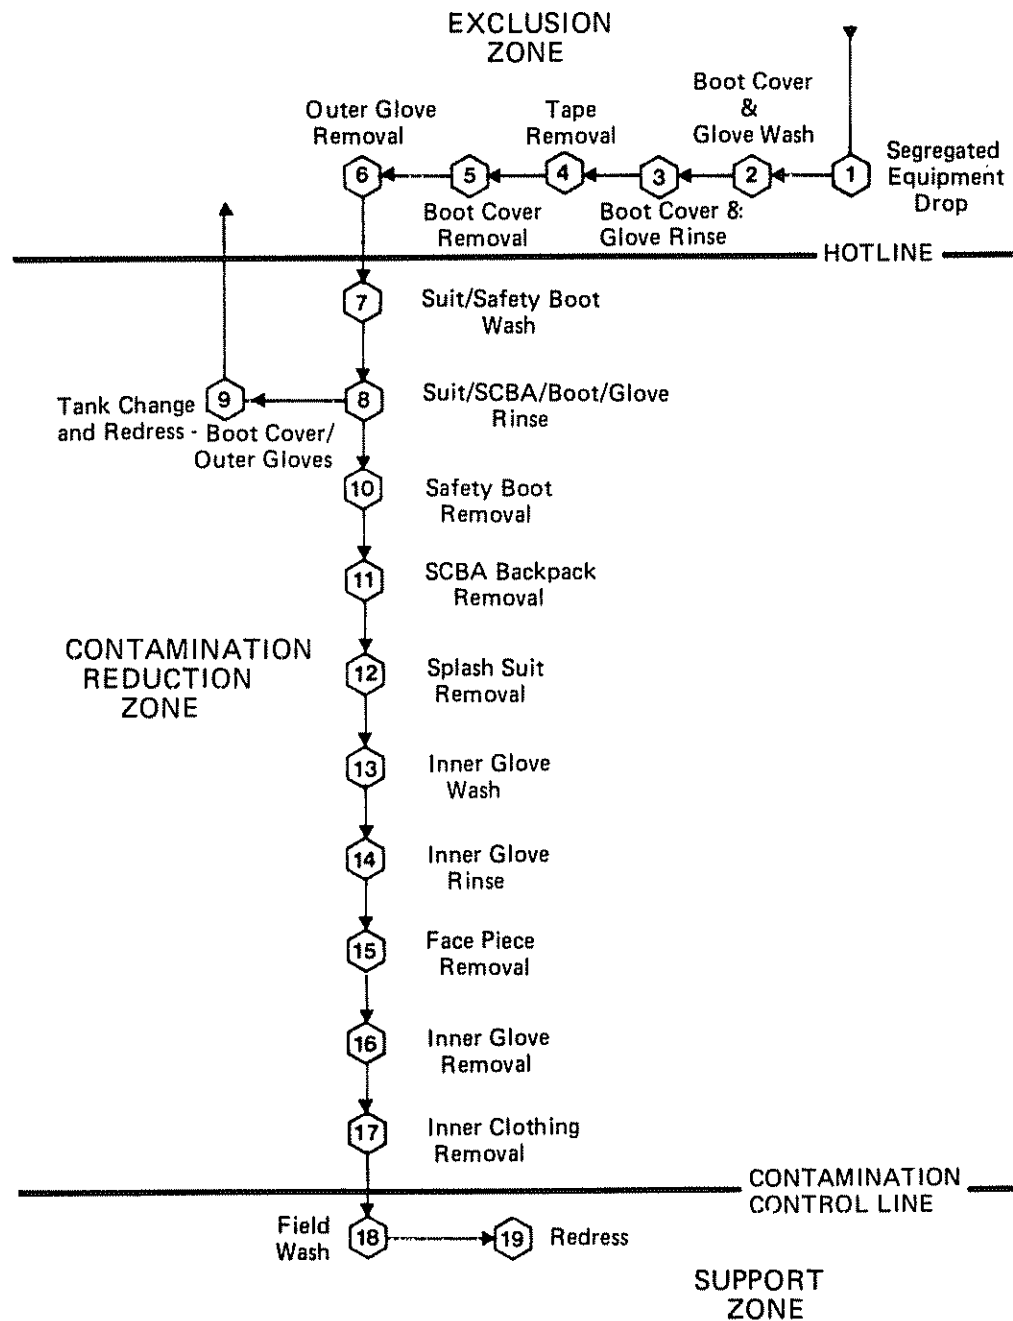 EXCLUSION
ZONE
Boot Cover
&
Glove Wash
Outer Glove
Removal
Tape
Removal
Segregated
Equipment
Drop
6
5
4
3
2
1
Boot Cover
Removal
Boot Cover &
Glove Rinse
HOTLINE
7
Suit/Safety Boot
Wash
9
8
Suit/SCBA/Boot/Glove
Rinse
Tank Change
and Redress - Boot Cover/
Outer Gloves
10
Safety Boot
Removal
11
SCBA Backpack
Removal
CONTAMINATION
REDUCTION
ZONE
12
Splash Suit
Removal
13
Inner Glove
Wash
14
Inner Glove
Rinse
15
Face Piece
Removal
16
Inner Glove
Removal
17
Inner Clothing
Removal
CONTAMINATION
CONTROL LINE
Field
Wash
18
19
Redress
SUPPORT
ZONE